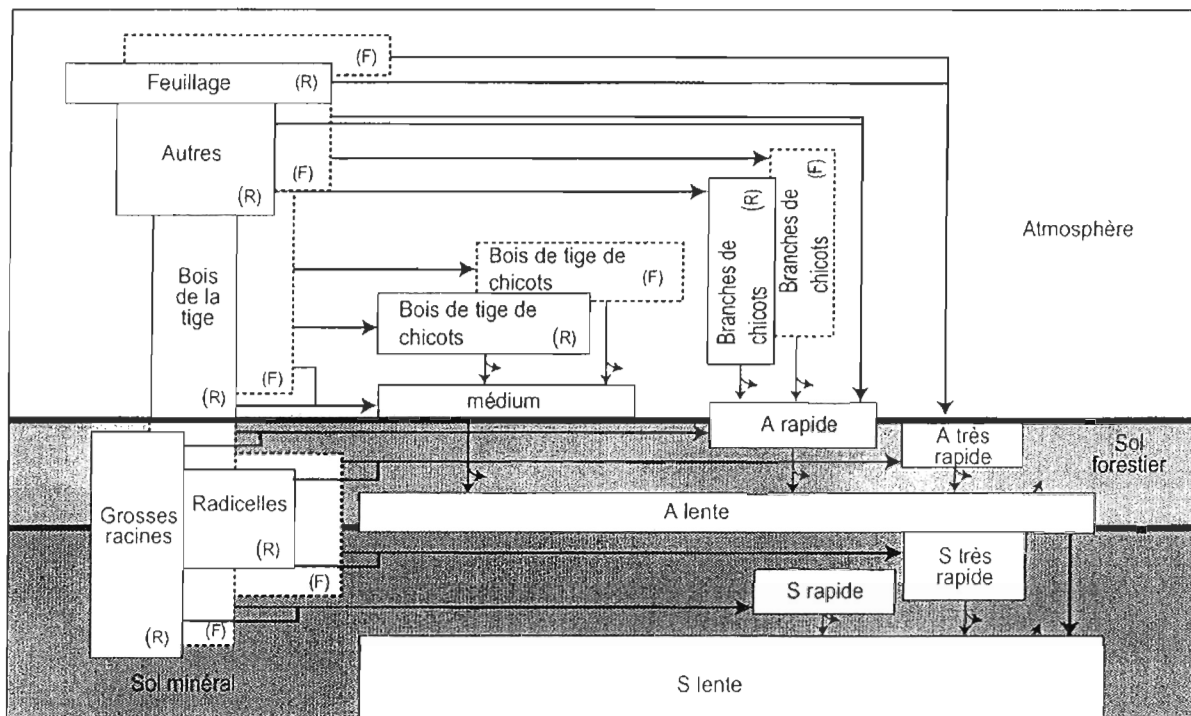 (F)
Feuillage (R)
Autres
(F)
(R)
Bois
de la
tige
(F)
(R)
Bois de tige de
chicots (F)
Bois de tige de
chicots (R)
médium
Branches de
chicots
(R)
Branches de
chicots
(F)
Atmosphère
A rapide
A très
rapide
Sol
forestier
Grosses
racines
(R)
Radicelles
(R)
(F)
(F)
A lente
S très
rapide
S rapide
S lente
Sol minéral